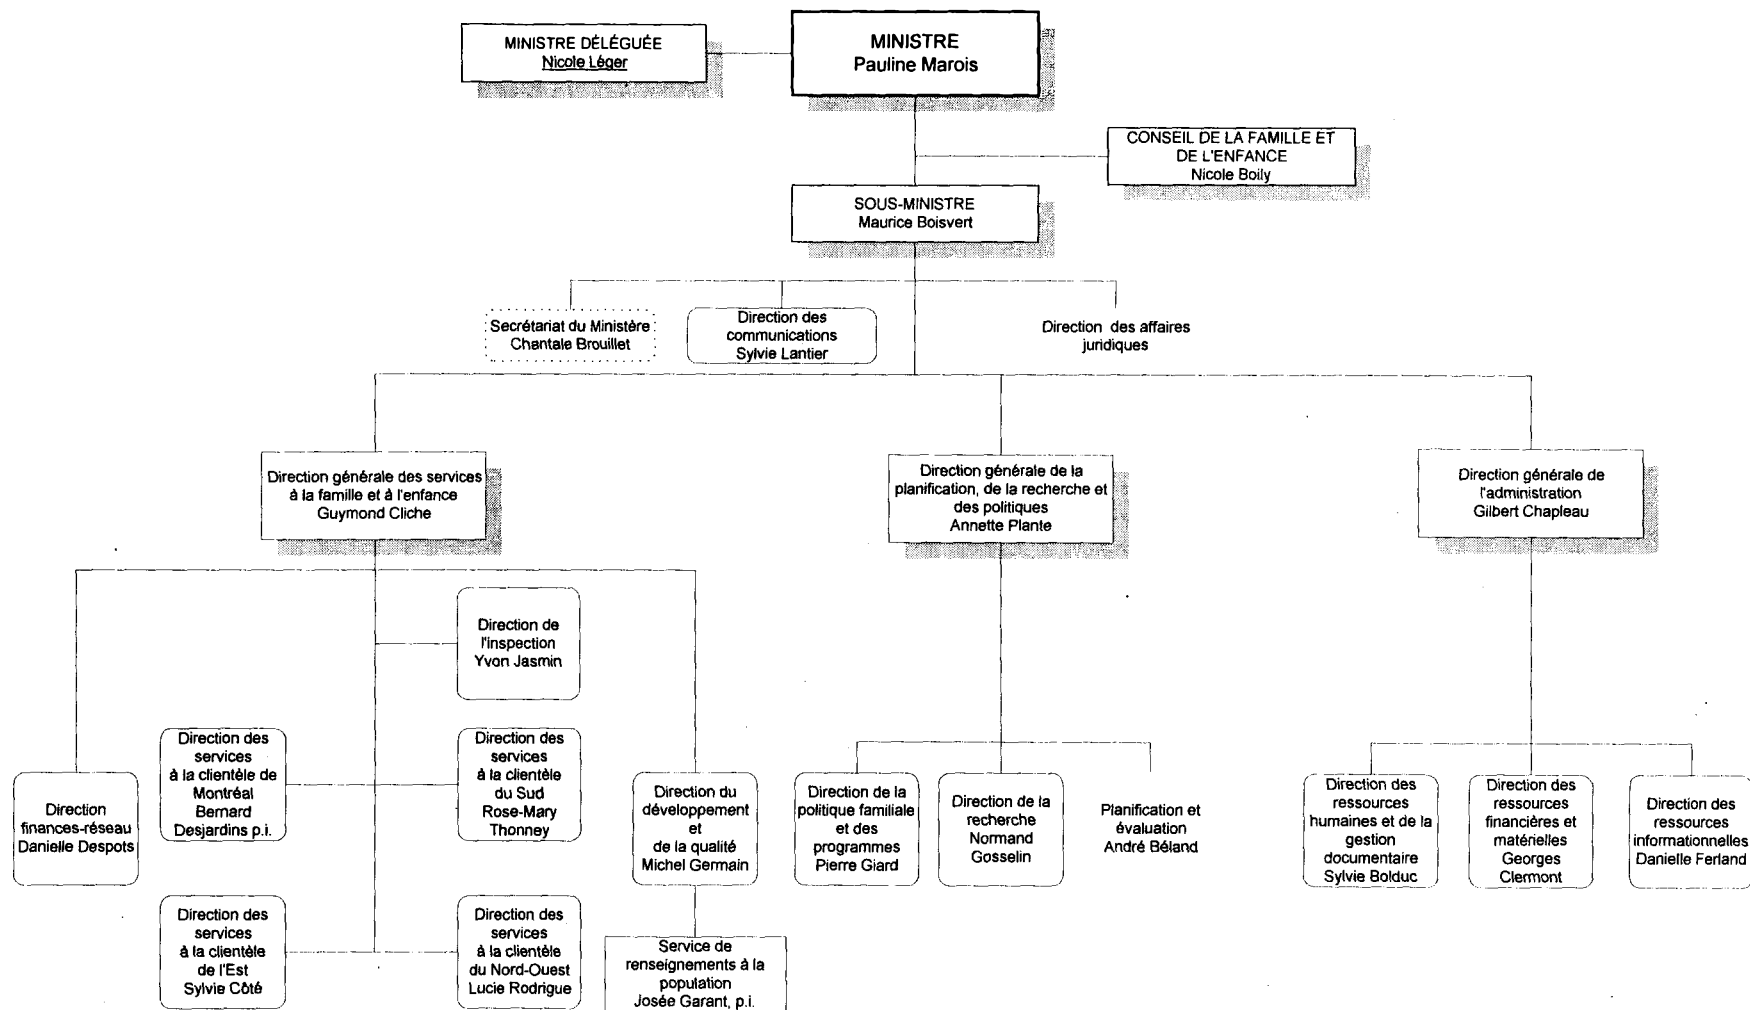 MINISTRE DÉLÉGUÉE
Nicole Léger
MINISTRE
Pauline Marois
CONSEIL DE LA FAMILLE ET
DE L'ENFANCE
Nicole Boily
SOUS-MINISTRE
Maurice Boisvert
Secrétariat du Ministère
Chantale Brouillet
Direction des
communications
Sylvie Lantier
Direction des affaires
juridiques
Direction générale des services
à la famille et à l'enfance
Guymond Cliche
Direction générale de la
planification, de la recherche et
des politiques
Annette Plante
Direction générale de
l'administration
Gilbert Chapleau
Direction de
l'inspection
Yvon Jasmin
Direction
finances-réseau
Danielle Despots
Direction des
services
à la clientèle de
Montréal
Bernard
Desjardins p.i.
Direction des
services
à la clientèle
du Sud
Rose-Mary
Thonney
Direction du
développement
et
de la qualité
Michel Germain
Direction de la
politique familiale
et des
programmes
Pierre Giard
Direction de la
recherche
Normand
Gosselin
Planification et
évaluation
André Béland
Direction des
ressources
humaines et de la
gestion
documentaire
Sylvie Bolduc
Direction des
ressources
financières et
matérielles
Georges
Clermont
Direction des
ressources
informationnelles
Danielle Ferland
Direction des
services
à la clientèle
de l'Est
Sylvie Côté
Direction des
services
à la clientèle
du Nord-Ouest
Lucie Rodrigue
Service de
renseignements à la
population
Josée Garant, p.i.